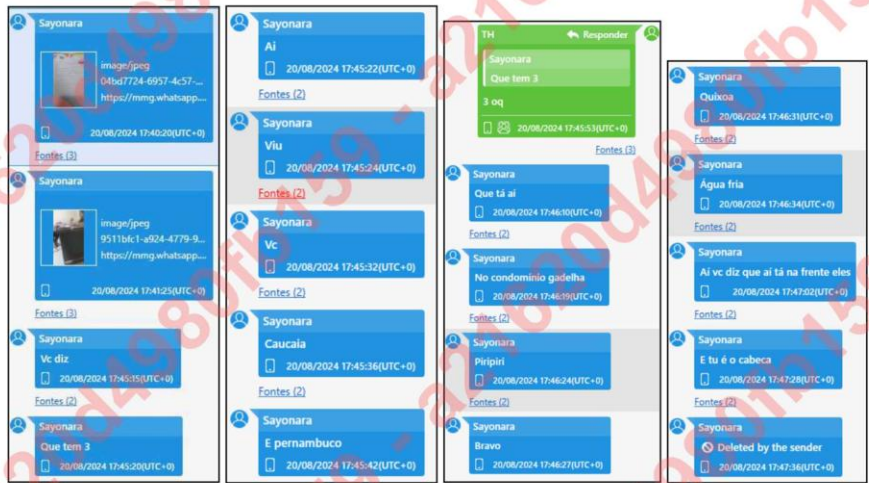 Sayonara
image/jpeg
04bd7724-6957-4c57-...
https://mmg.whatsapp....
20/08/2024 17:40:20(UTC+0)
Fontes (3)
Sayonara
image/jpeg
9511bfc1-a924-4779-9...
https://mmg.whatsapp....
20/08/2024 17:41:25(UTC+0)
Fontes (3)
Sayonara
Vc diz
20/08/2024 17:45:15(UTC+0)
Fontes (2)
Sayonara
Que tem 3
20/08/2024 17:45:20(UTC+0)
Sayonara
Ai
20/08/2024 17:45:22(UTC+0)
Fontes (2)
Sayonara
Viu
20/08/2024 17:45:24(UTC+0)
Fontes (2)
Sayonara
Vc
20/08/2024 17:45:32(UTC+0)
Fontes (2)
Sayonara
Caucaia
20/08/2024 17:45:36(UTC+0)
Fontes (2)
Sayonara
E pernambuco
20/08/2024 17:45:42(UTC+0)
TH Responder
Sayonara
Que tem 3
3 oq
20/08/2024 17:45:53(UTC+0)
Fontes (3)
Sayonara
Que tá aí
20/08/2024 17:46:10(UTC+0)
Fontes (2)
Sayonara
No condominio gadelha
20/08/2024 17:46:19(UTC+0)
Fontes (2)
Sayonara
Piripiri
20/08/2024 17:46:24(UTC+0)
Fontes (2)
Sayonara
Bravo
20/08/2024 17:46:27(UTC+0)
Sayonara
Quixoa
20/08/2024 17:46:31(UTC+0)
Fontes (2)
Sayonara
Água fria
20/08/2024 17:46:34(UTC+0)
Fontes (2)
Sayonara
Aí vc diz que aí tá na frente eles
20/08/2024 17:47:02(UTC+0)
Fontes (2)
Sayonara
E tu é o cabeca
20/08/2024 17:47:28(UTC+0)
Fontes (2)
Sayonara
Deleted by the sender
20/08/2024 17:47:36(UTC+0)